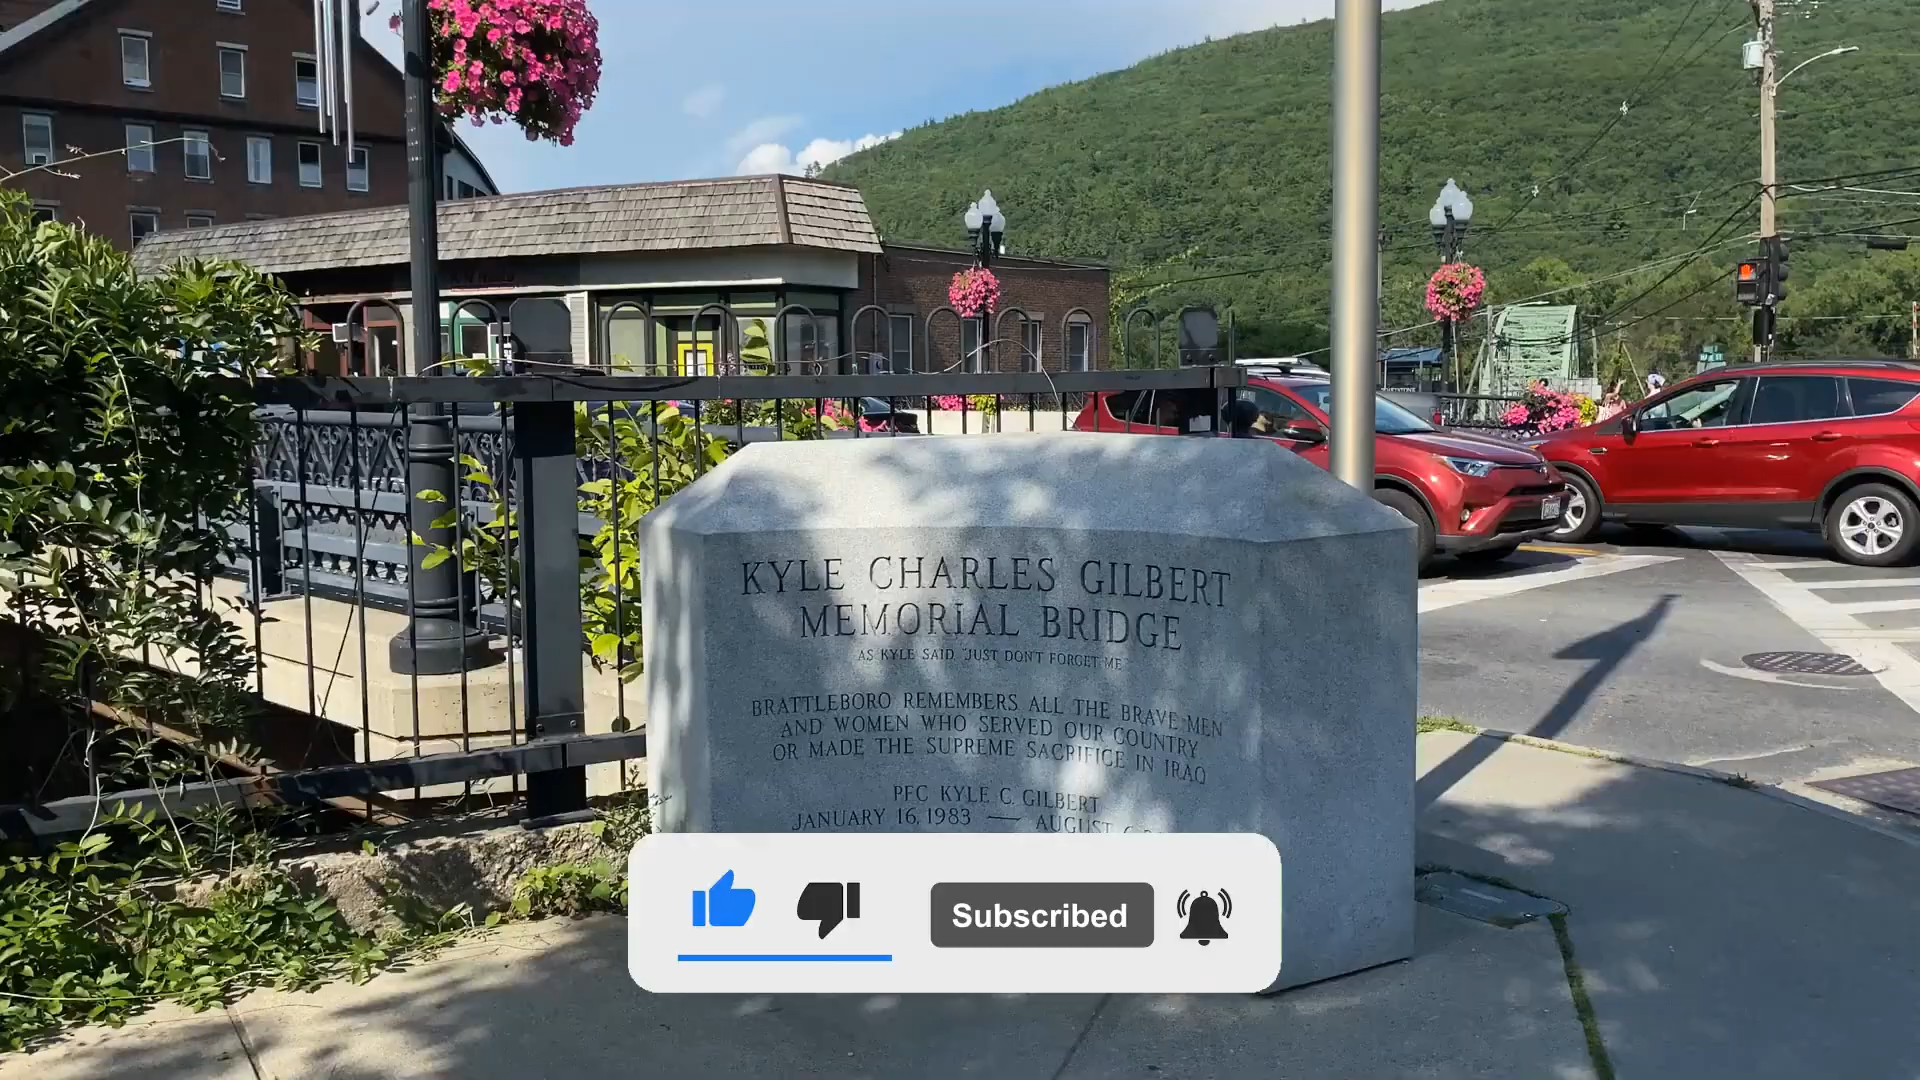 KYLE CHARLES GILBERT
MEMORIAL BRIDGE
AS KYLE SAID "JUST DON'T FORGET ME"
BRATTLEBORO REMEMBERS ALL THE BRAVE MEN
AND WOMEN WHO SERVED OUR COUNTRY
OR MADE THE SUPREME SACRIFICE IN IRAQ
PFC KYLE C. GILBERT
JANUARY 16, 1983 — AUGUST
Subscribed